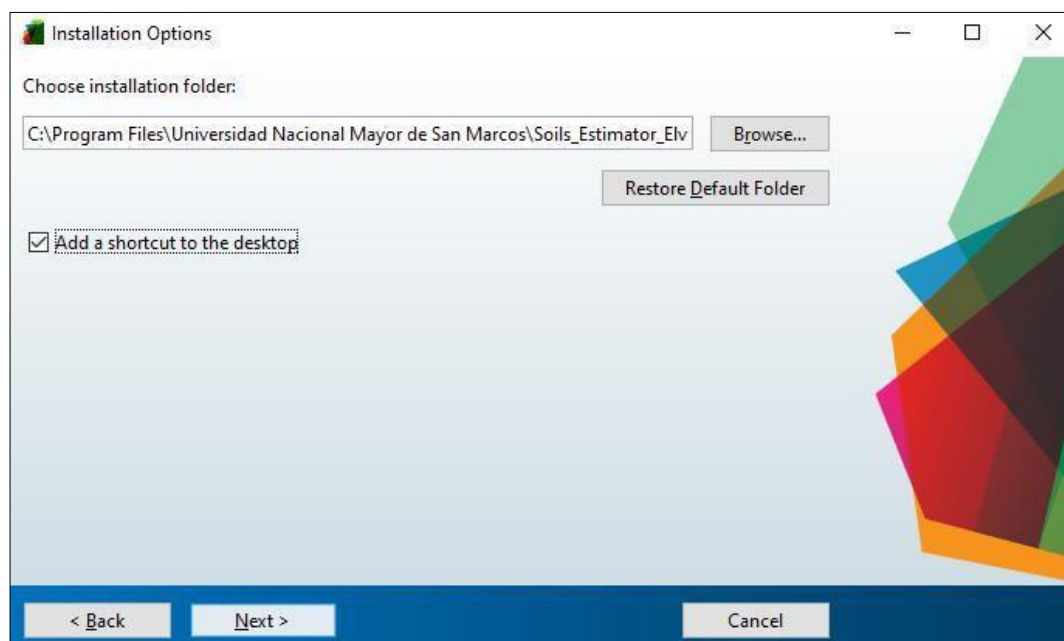 Installation Options
Choose installation folder:
C:\Program Files\Universidad Nacional Mayor de San Marcos\Soils_Estimator_Elv
Browse...
Restore Default Folder
Add a shortcut to the desktop
< Back Next > Cancel